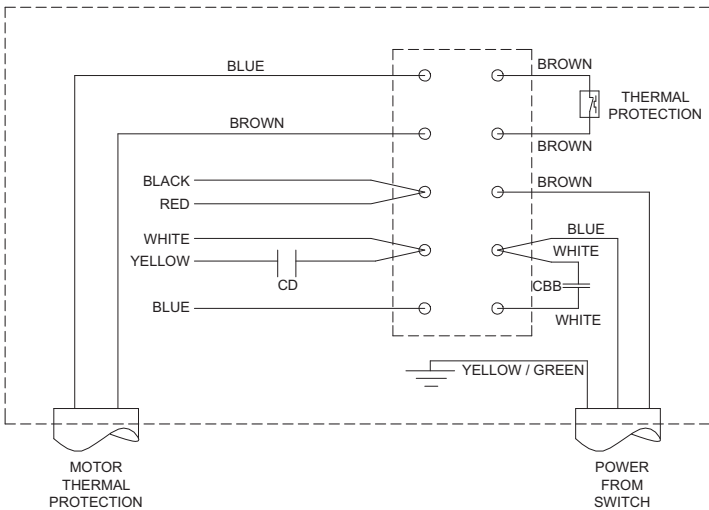 BLUE
BROWN
THERMAL
PROTECTION
BROWN
BROWN
BLACK
RED
BROWN
WHITE
YELLOW
CD
BLUE
WHITE
CBB
BLUE
WHITE
YELLOW / GREEN
MOTOR
THERMAL
PROTECTION
POWER
FROM
SWITCH